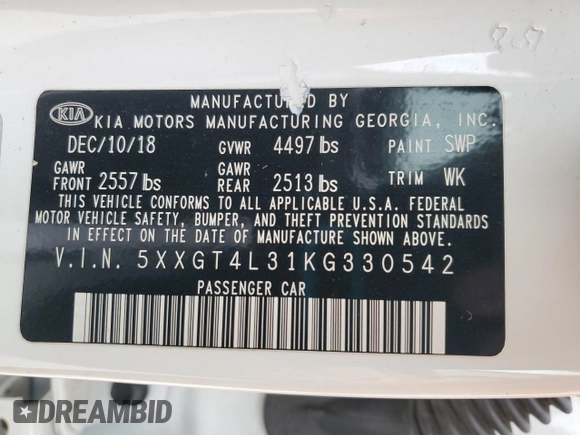 KIA
MANUFACTURED BY
KIA MOTORS MANUFACTURING GEORGIA, INC.
DEC/10/18 GVWR 4497 lbs PAINT SWP
GAWR FRONT 2557 lbs GAWR REAR 2513 lbs TRIM WK
THIS VEHICLE CONFORMS TO ALL APPLICABLE U.S.A. FEDERAL
MOTOR VEHICLE SAFETY, BUMPER, AND THEFT PREVENTION STANDARDS
IN EFFECT ON THE DATE OF MANUFACTURE SHOWN ABOVE.
V.I.N. 5XXGT4L31KG330542
PASSENGER CAR
DREAMBID